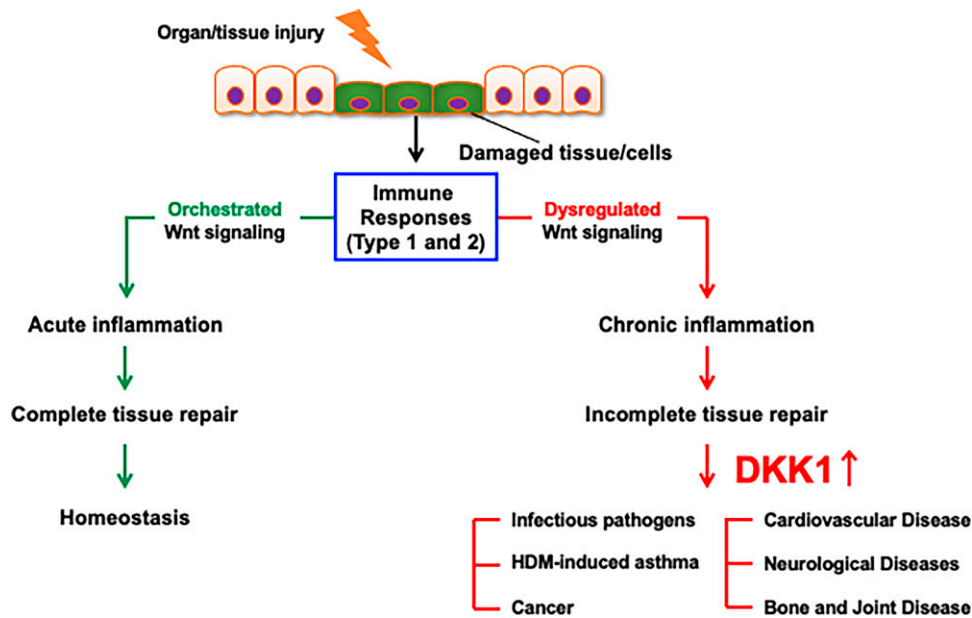 Organ/tissue injury
Damaged tissue/cells
Immune
Responses
(Type 1 and 2)
Orchestrated
Wnt signaling
Dysregulated
Wnt signaling
Acute inflammation
Chronic inflammation
Complete tissue repair
Incomplete tissue repair
DKK1↑
Homeostasis
Infectious pathogens
HDM-induced asthma
Cancer
Cardiovascular Disease
Neurological Diseases
Bone and Joint Disease